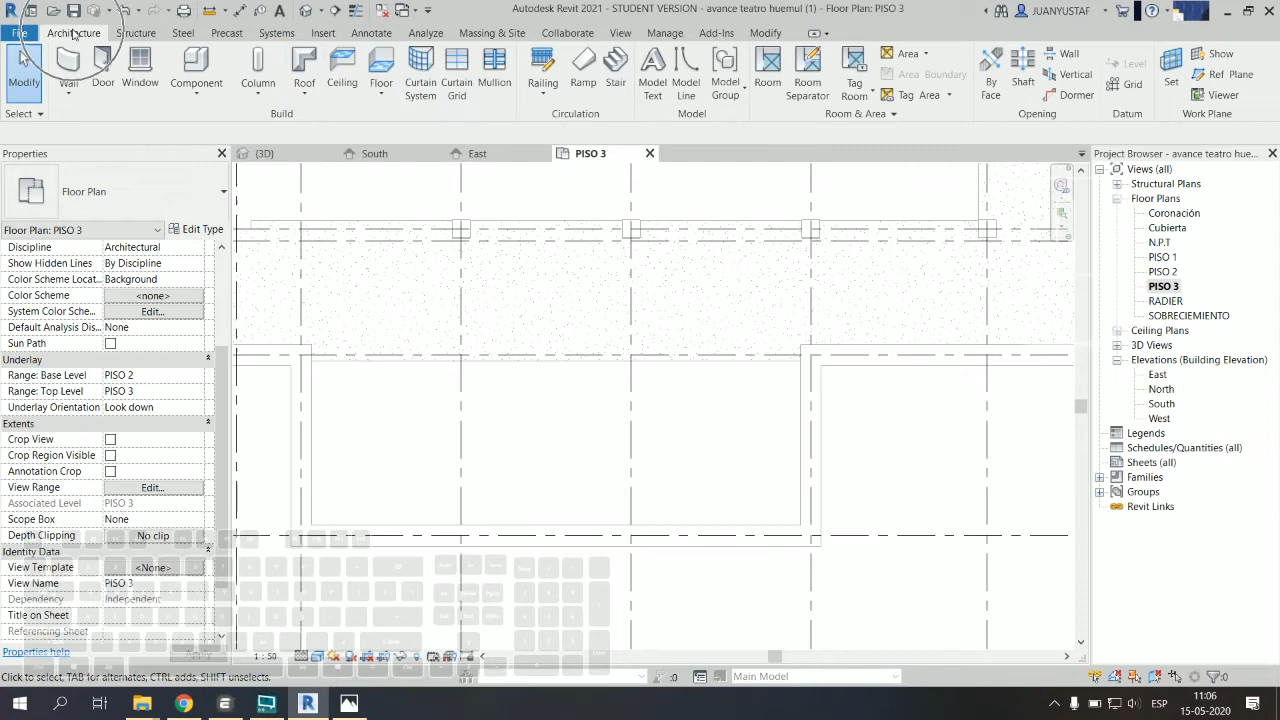 Autodesk Revit 2021 - STUDENT VERSION - avance teatro huemul (1) - Floor Plan: PISO 3
JUANYUSTAF...
File Architecture Structure Steel Precast Systems Insert Annotate Analyze Massing & Site Collaborate View Manage Add-Ins Modify
Modify Wall Door Window Component Column Roof Ceiling Floor Curtain System Curtain Grid Mullion Railing Ramp Stair Model Text Model Line Model Group Room Room Separator Tag Room
Area
Area Boundary
Tag Area
By Face Shaft
Wall
Vertical
Dormer
Level
Grid
Set
Show
Ref Plane
Viewer
Select Build Circulation Model Room & Area Opening Datum Work Plane
Properties
(3D) South East PISO 3
Project Browser - avance teatro hue...
Floor Plan
Floor Plan: PISO 3 Edit Type
Discipline Architectural
Show Hidden Lines By Discipline
Color Scheme Locat... Background
Color Scheme <none>
System Color Sche... Edit...
Default Analysis Dis... None
Sun Path
Underlay
Range: Base Level PISO 2
Range: Top Level PISO 3
Underlay Orientation Look down
Extents
Crop View
Crop Region Visible
Annotation Crop
View Range Edit...
Associated Level PISO 3
Scope Box None
Depth Clipping No clip
Identity Data
View Template <None>
View Name PISO 3
Dependency Independent
Title on Sheet
Referencing Sheet
Properties help Apply
Views (all)
Structural Plans
Floor Plans
Coronación
Cubierta
N.P.T
PISO 1
PISO 2
PISO 3
RADIER
SOBRECIEMIENTO
Ceiling Plans
3D Views
Elevations (Building Elevation)
East
North
South
West
Legends
Schedules/Quantities (all)
Sheets (all)
Families
Groups
Revit Links
1 : 50
Click to select, TAB for alternates, CTRL adds, SHIFT unselects.
:0 Main Model :0
ESP 11:06
15-05-2020